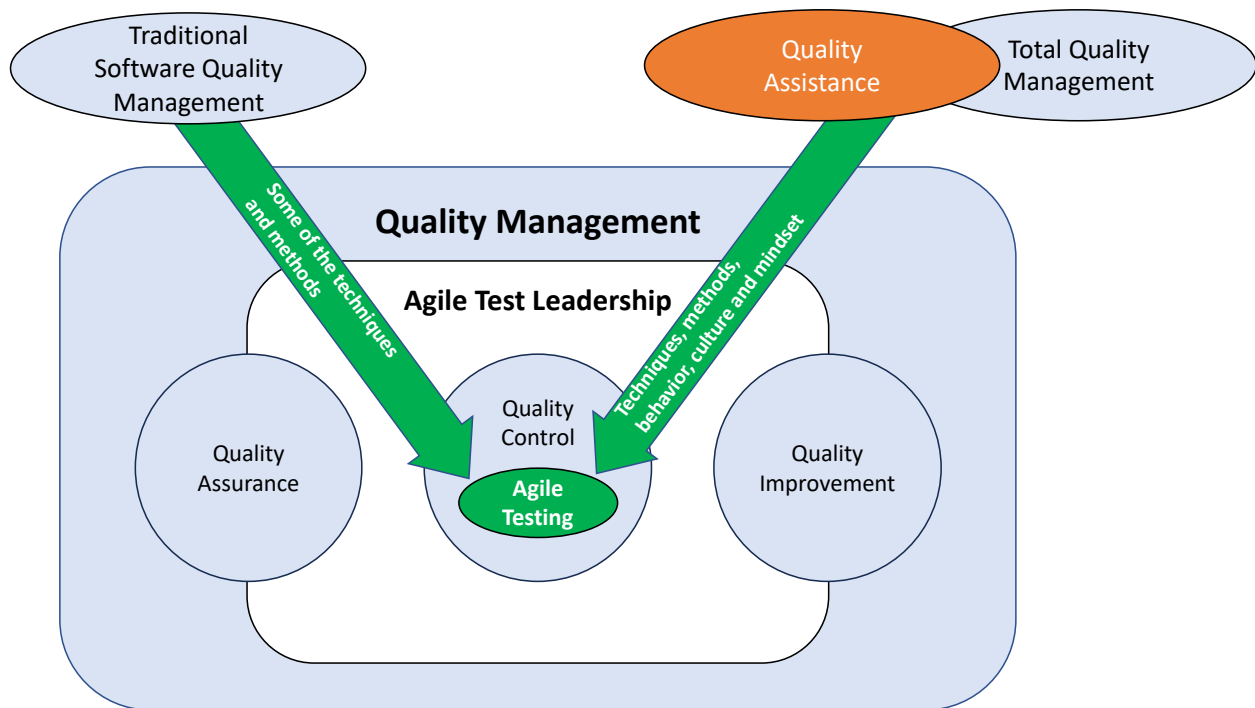 Traditional
Software Quality
Management
Quality
Assistance
Total Quality
Management
Quality Management
Some of the techniques
and methods
Techniques, methods,
behavior, culture and mindset
Agile Test Leadership
Quality
Assurance
Quality
Control
Agile
Testing
Quality
Improvement